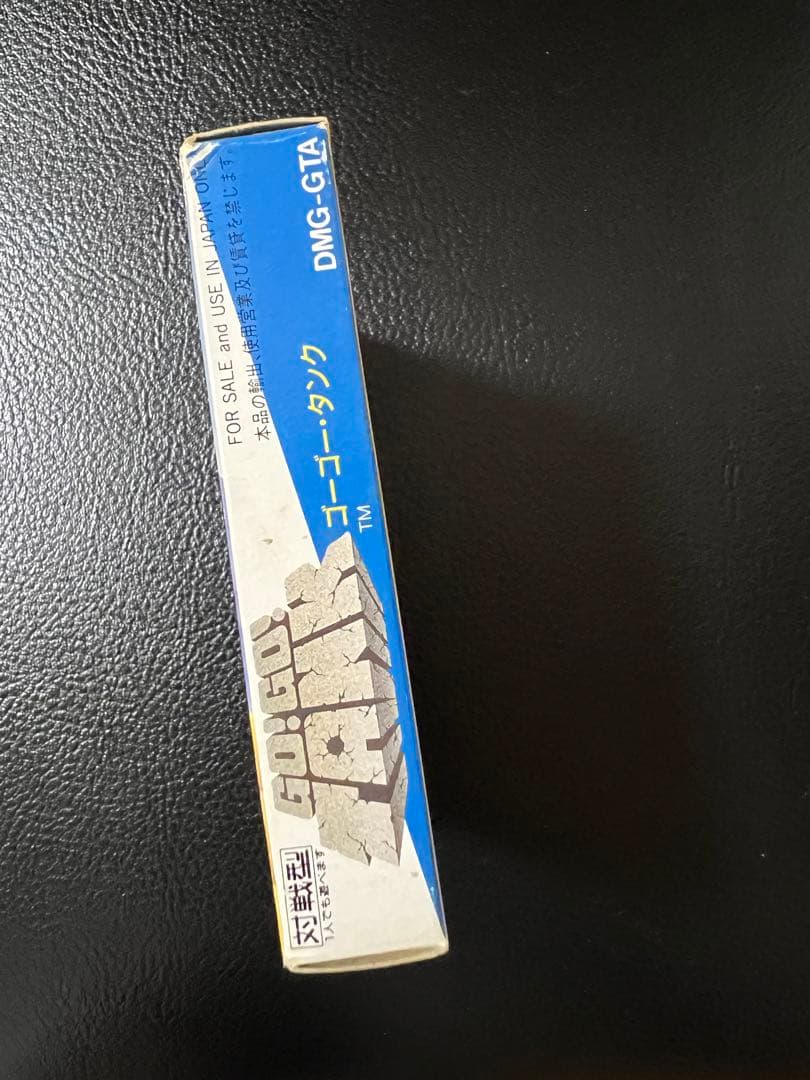 対戦型
1人でも遊べます
GO!GO!
TANK
TM
ゴーゴー・タンク
DMG-GTA
FOR SALE and USE IN JAPAN ONL
本品の輸出、使用営業及び賃貸を禁じます。